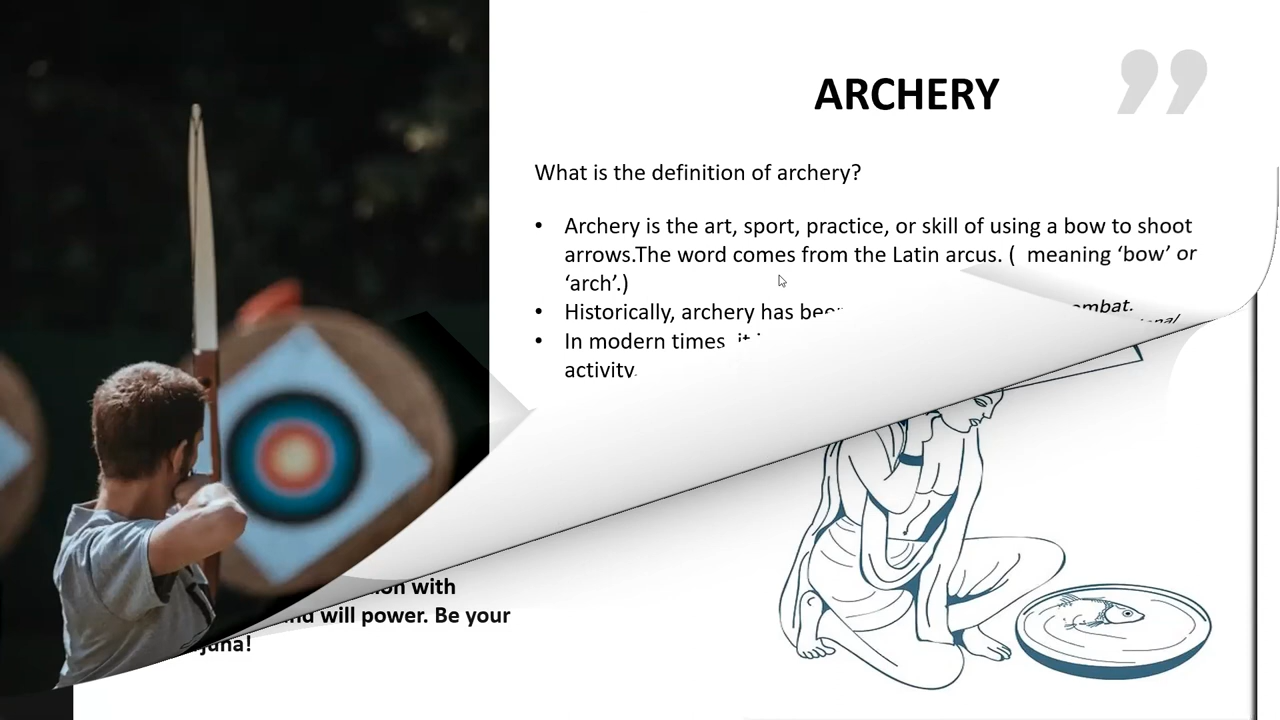 ARCHERY
”
What is the definition of archery?
• Archery is the art, sport, practice, or skill of using a bow to shoot
arrows.The word comes from the Latin arcus. ( meaning ‘bow’ or
‘arch’.)
• Historically, archery has combat.
• In modern times
activity
with
will power. Be your